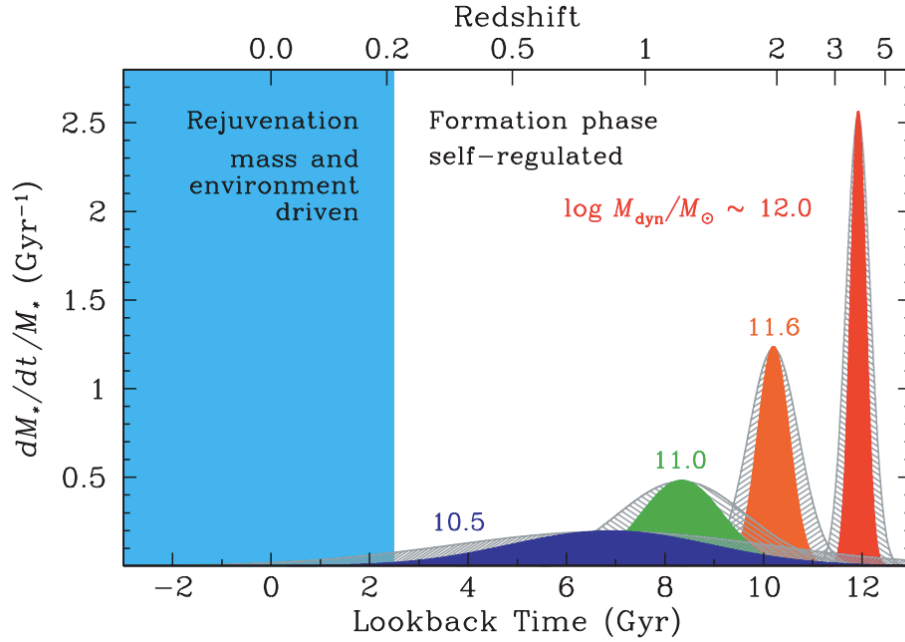 Redshift
0.0 0.2 0.5 1 2 3 5
Rejuvenation
mass and
environment
driven
Formation phase
self-regulated
log M_dyn/M_⊙ ~ 12.0
11.6
11.0
10.5
2.5
2
1.5
1
0.5
dM_*/dt/M_* (Gyr⁻¹)
−2 0 2 4 6 8 10 12
Lookback Time (Gyr)